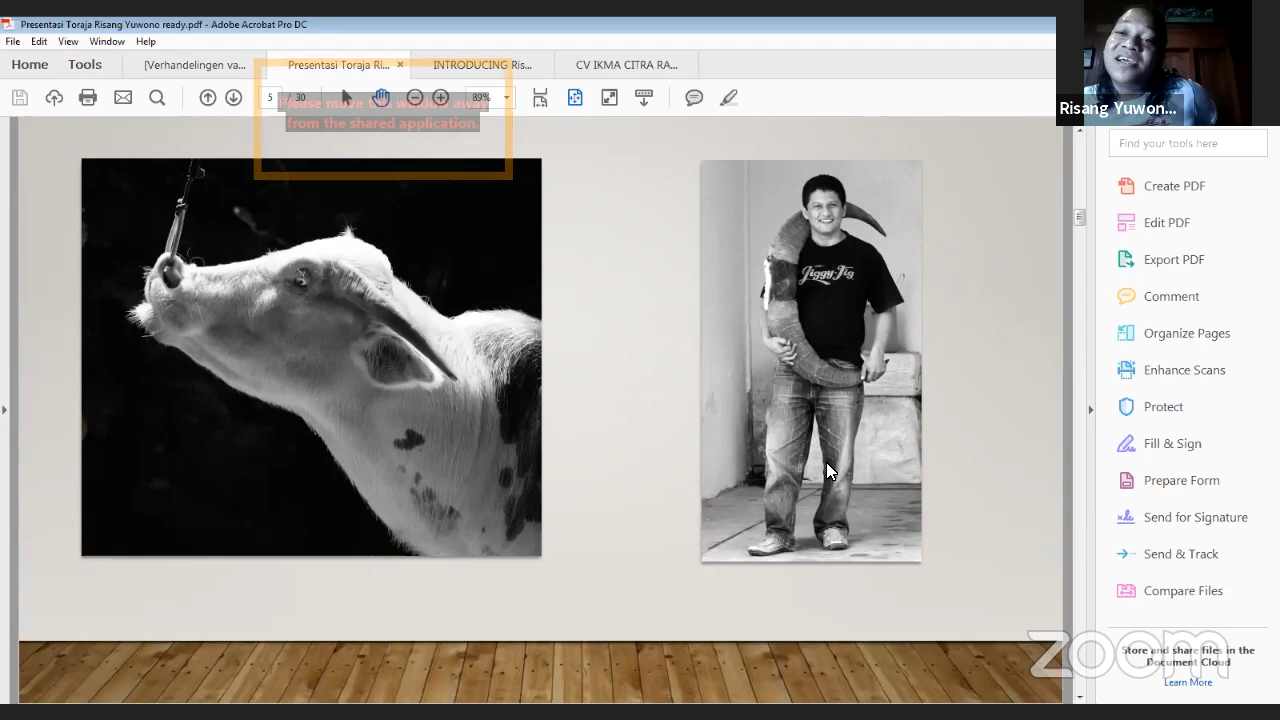 Presentasi Toraja Risang Yuwono ready.pdf - Adobe Acrobat Pro DC
File Edit View Window Help
Home Tools [Verhandelingen va... Presentasi Toraja Ri... × INTRODUCING Ris... CV IKMA CITRA RA...
5 / 30 89%
Please move this window away
from the shared application.
Risang Yuwon...
Find your tools here
Create PDF
Edit PDF
Export PDF
Comment
Organize Pages
Enhance Scans
Protect
Fill & Sign
Prepare Form
Send for Signature
Send & Track
Compare Files
Store and share files in the
Document Cloud
Learn More
Jiggy Jig
zoom